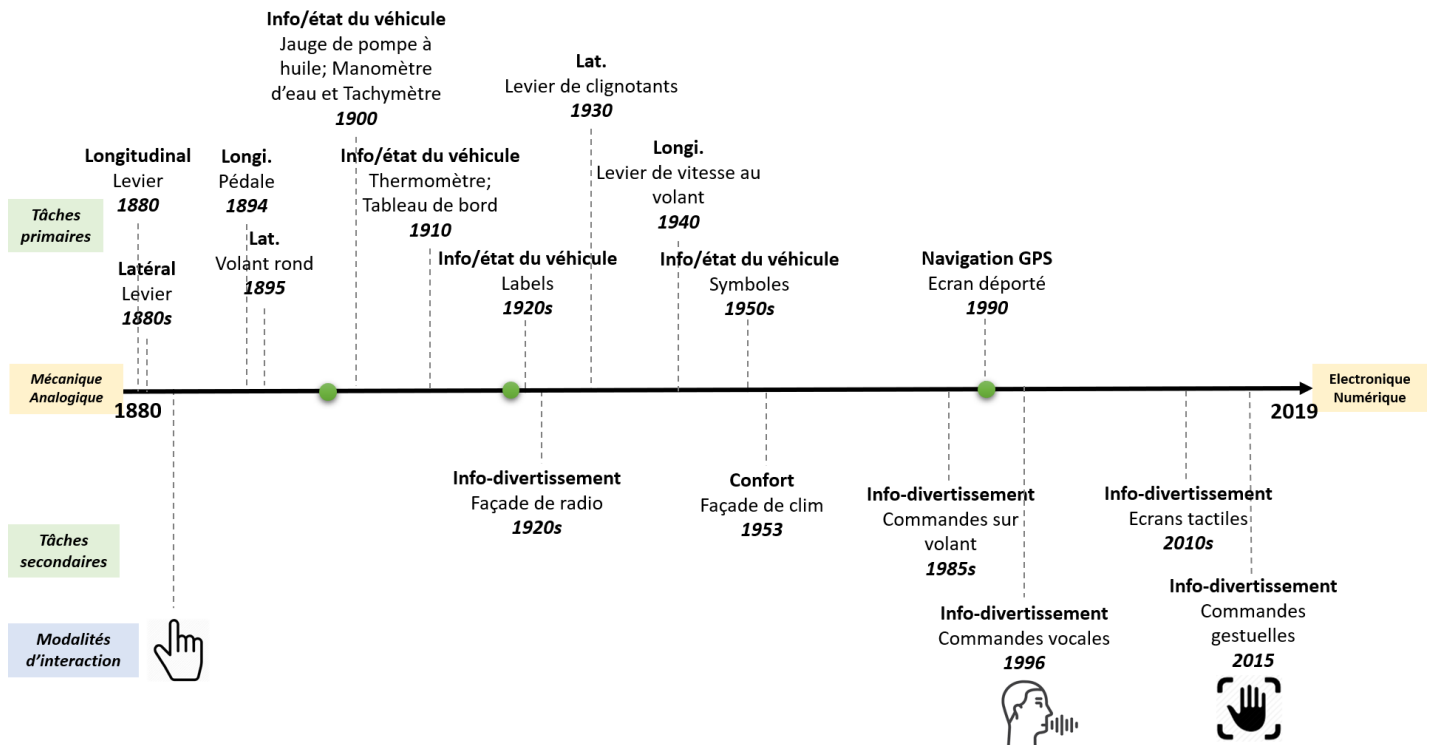 Info/état du véhicule
Jauge de pompe à
huile; Manomètre
d'eau et Tachymètre
1900
Lat.
Levier de clignotants
1930
Longitudinal
Levier
1880
Longi.
Pédale
1894
Info/état du véhicule
Thermomètre;
Tableau de bord
1910
Longi.
Levier de vitesse au
volant
1940
Tâches
primaires
Latéral
Levier
1880s
Lat.
Volant rond
1895
Info/état du véhicule
Labels
1920s
Info/état du véhicule
Symboles
1950s
Navigation GPS
Ecran déporté
1990
Mécanique
Analogique
1880
2019
Electronique
Numérique
Info-divertissement
Façade de radio
1920s
Confort
Façade de clim
1953
Info-divertissement
Commandes sur
volant
1985s
Info-divertissement
Ecrans tactiles
2010s
Tâches
secondaires
Info-divertissement
Commandes vocales
1996
Info-divertissement
Commandes
gestuelles
2015
Modalités
d'interaction